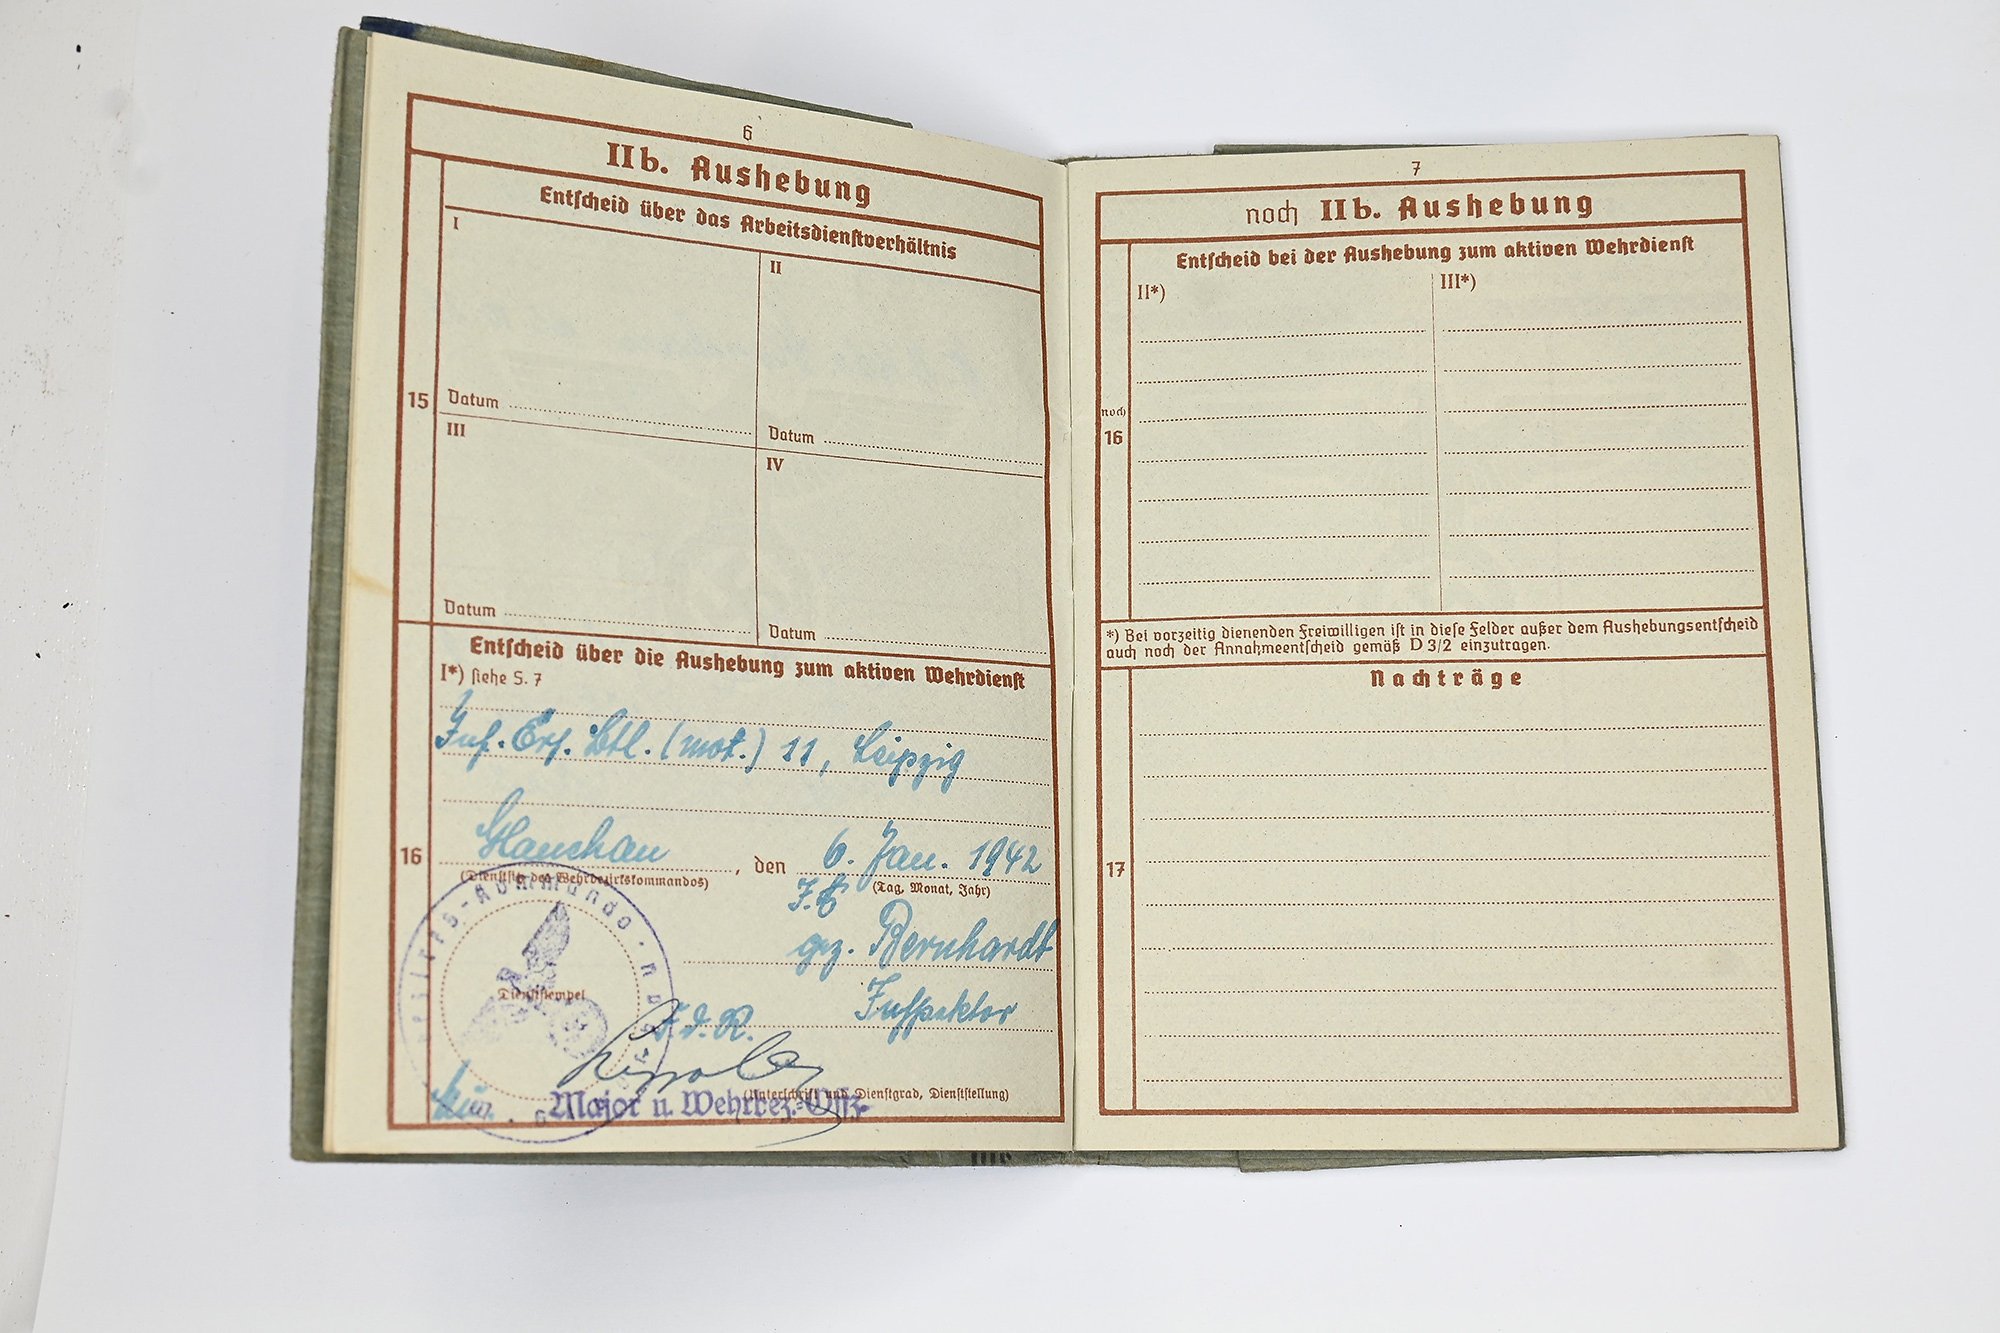 6
IIb. Aushebung
Entscheid über das Arbeitsdienstverhältnis
I
II
15
Datum
Datum
III
IV
Datum
Datum
Entscheid über die Aushebung zum aktiven Wehrdienst
I*) siehe S. 7
Inf. Ers. Btl. (mot.) 11, Leipzig
16
Glauchau, den 6. Jan. 1942
(Dienstsitz des Wehrbezirkskommandos)
(Tag, Monat, Jahr)
gez. Bernhardt
Dienststempel
Inspektor
F.d.R.
(Unterschrift und Dienstgrad, Dienststellung)
Major u. Wehrbez.-Offz.
7
noch IIb. Aushebung
Entscheid bei der Aushebung zum aktiven Wehrdienst
II*)
III*)
noch
16
*) Bei vorzeitig dienenden Freiwilligen ist in diese Felder außer dem Aushebungsentscheid
auch noch der Annahmeentscheid gemäß D 3/2 einzutragen.
Nachträge
17